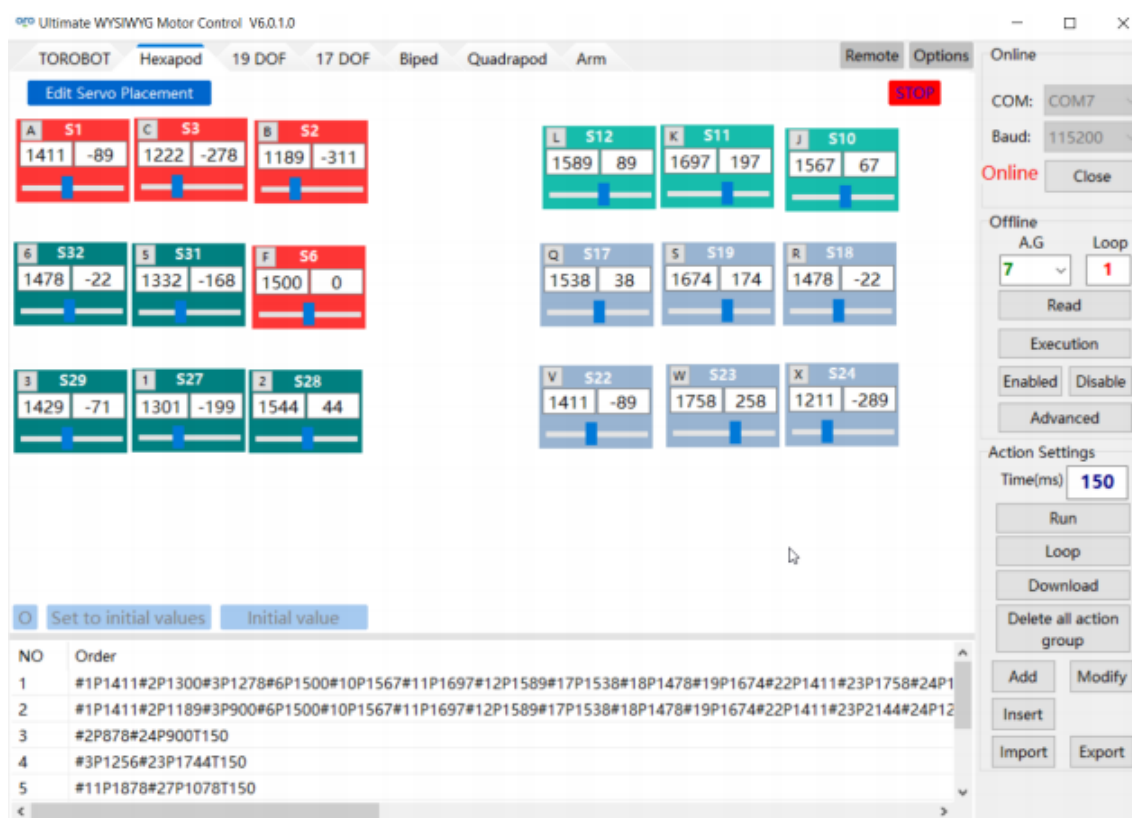 oro Ultimate WYSIWYG Motor Control V6.0.1.0
TOROBOT Hexapod 19 DOF 17 DOF Biped Quadrapod Arm Remote Options
Edit Servo Placement STOP
A S1 C S3 B S2
1411 -89 1222 -278 1189 -311
L S12 K S11 J S10
1589 89 1697 197 1567 67
6 S32 5 S31 F S6
1478 -22 1332 -168 1500 0
Q S17 S S19 R S18
1538 38 1674 174 1478 -22
3 S29 1 S27 2 S28
1429 -71 1301 -199 1544 44
V S22 W S23 X S24
1411 -89 1758 258 1211 -289
O Set to initial values Initial value
NO Order
1 #1P1411#2P1300#3P1278#6P1500#10P1567#11P1697#12P1589#17P1538#18P1478#19P1674#22P1411#23P1758#24P1
2 #1P1411#2P1189#3P900#6P1500#10P1567#11P1697#12P1589#17P1538#18P1478#19P1674#22P1411#23P2144#24P12
3 #2P878#24P900T150
4 #3P1256#23P1744T150
5 #11P1878#27P1078T150
Online
COM: COM7
Baud: 115200
Online Close
Offline
A.G Loop
7 1
Read
Execution
Enabled Disable
Advanced
Action Settings
Time(ms) 150
Run
Loop
Download
Delete all action
group
Add Modify
Insert
Import Export